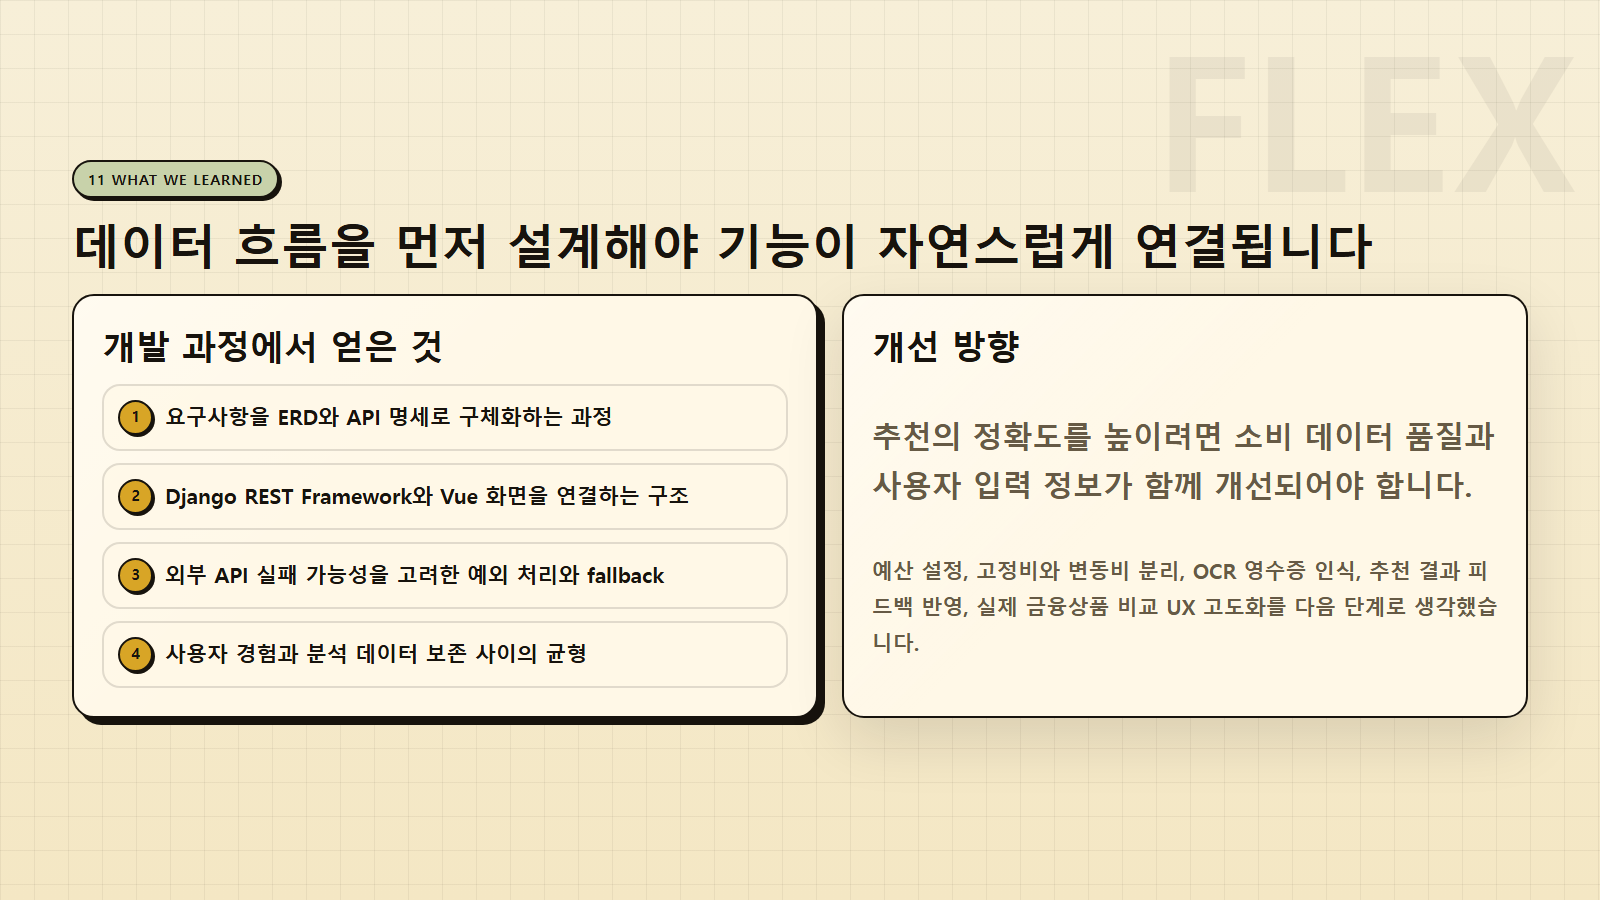 FLEX
11 WHAT WE LEARNED
데이터 흐름을 먼저 설계해야 기능이 자연스럽게 연결됩니다
개발 과정에서 얻은 것
1 요구사항을 ERD와 API 명세로 구체화하는 과정
2 Django REST Framework와 Vue 화면을 연결하는 구조
3 외부 API 실패 가능성을 고려한 예외 처리와 fallback
4 사용자 경험과 분석 데이터 보존 사이의 균형
개선 방향
추천의 정확도를 높이려면 소비 데이터 품질과
사용자 입력 정보가 함께 개선되어야 합니다.
예산 설정, 고정비와 변동비 분리, OCR 영수증 인식, 추천 결과 피
드백 반영, 실제 금융상품 비교 UX 고도화를 다음 단계로 생각했습
니다.